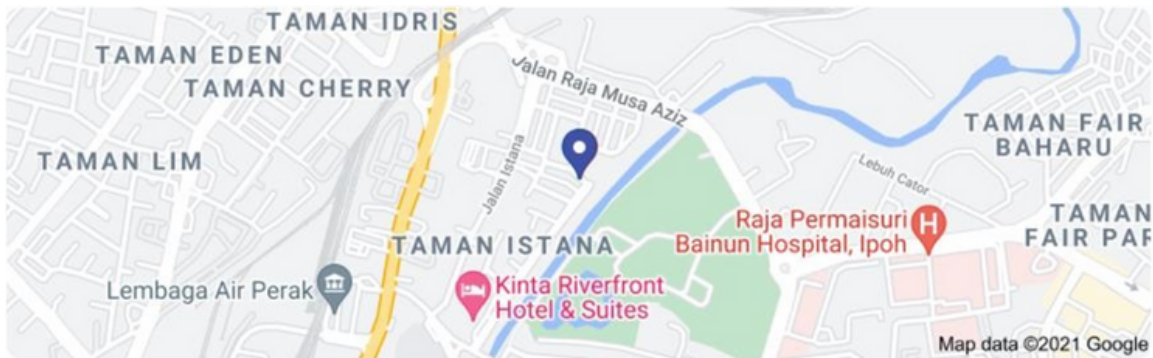 TAMAN IDRIS
TAMAN EDEN
TAMAN CHERRY
Jalan Raja Musa Aziz
TAMAN LIM
Jalan Istana
TAMAN FAIR
BAHARU
Lebuh Cator
Raja Permaisuri
Bainun Hospital, Ipoh
H
TAMAN
FAIR PAR
TAMAN ISTANA
Lembaga Air Perak
Kinta Riverfront
Hotel & Suites
Map data ©2021 Google